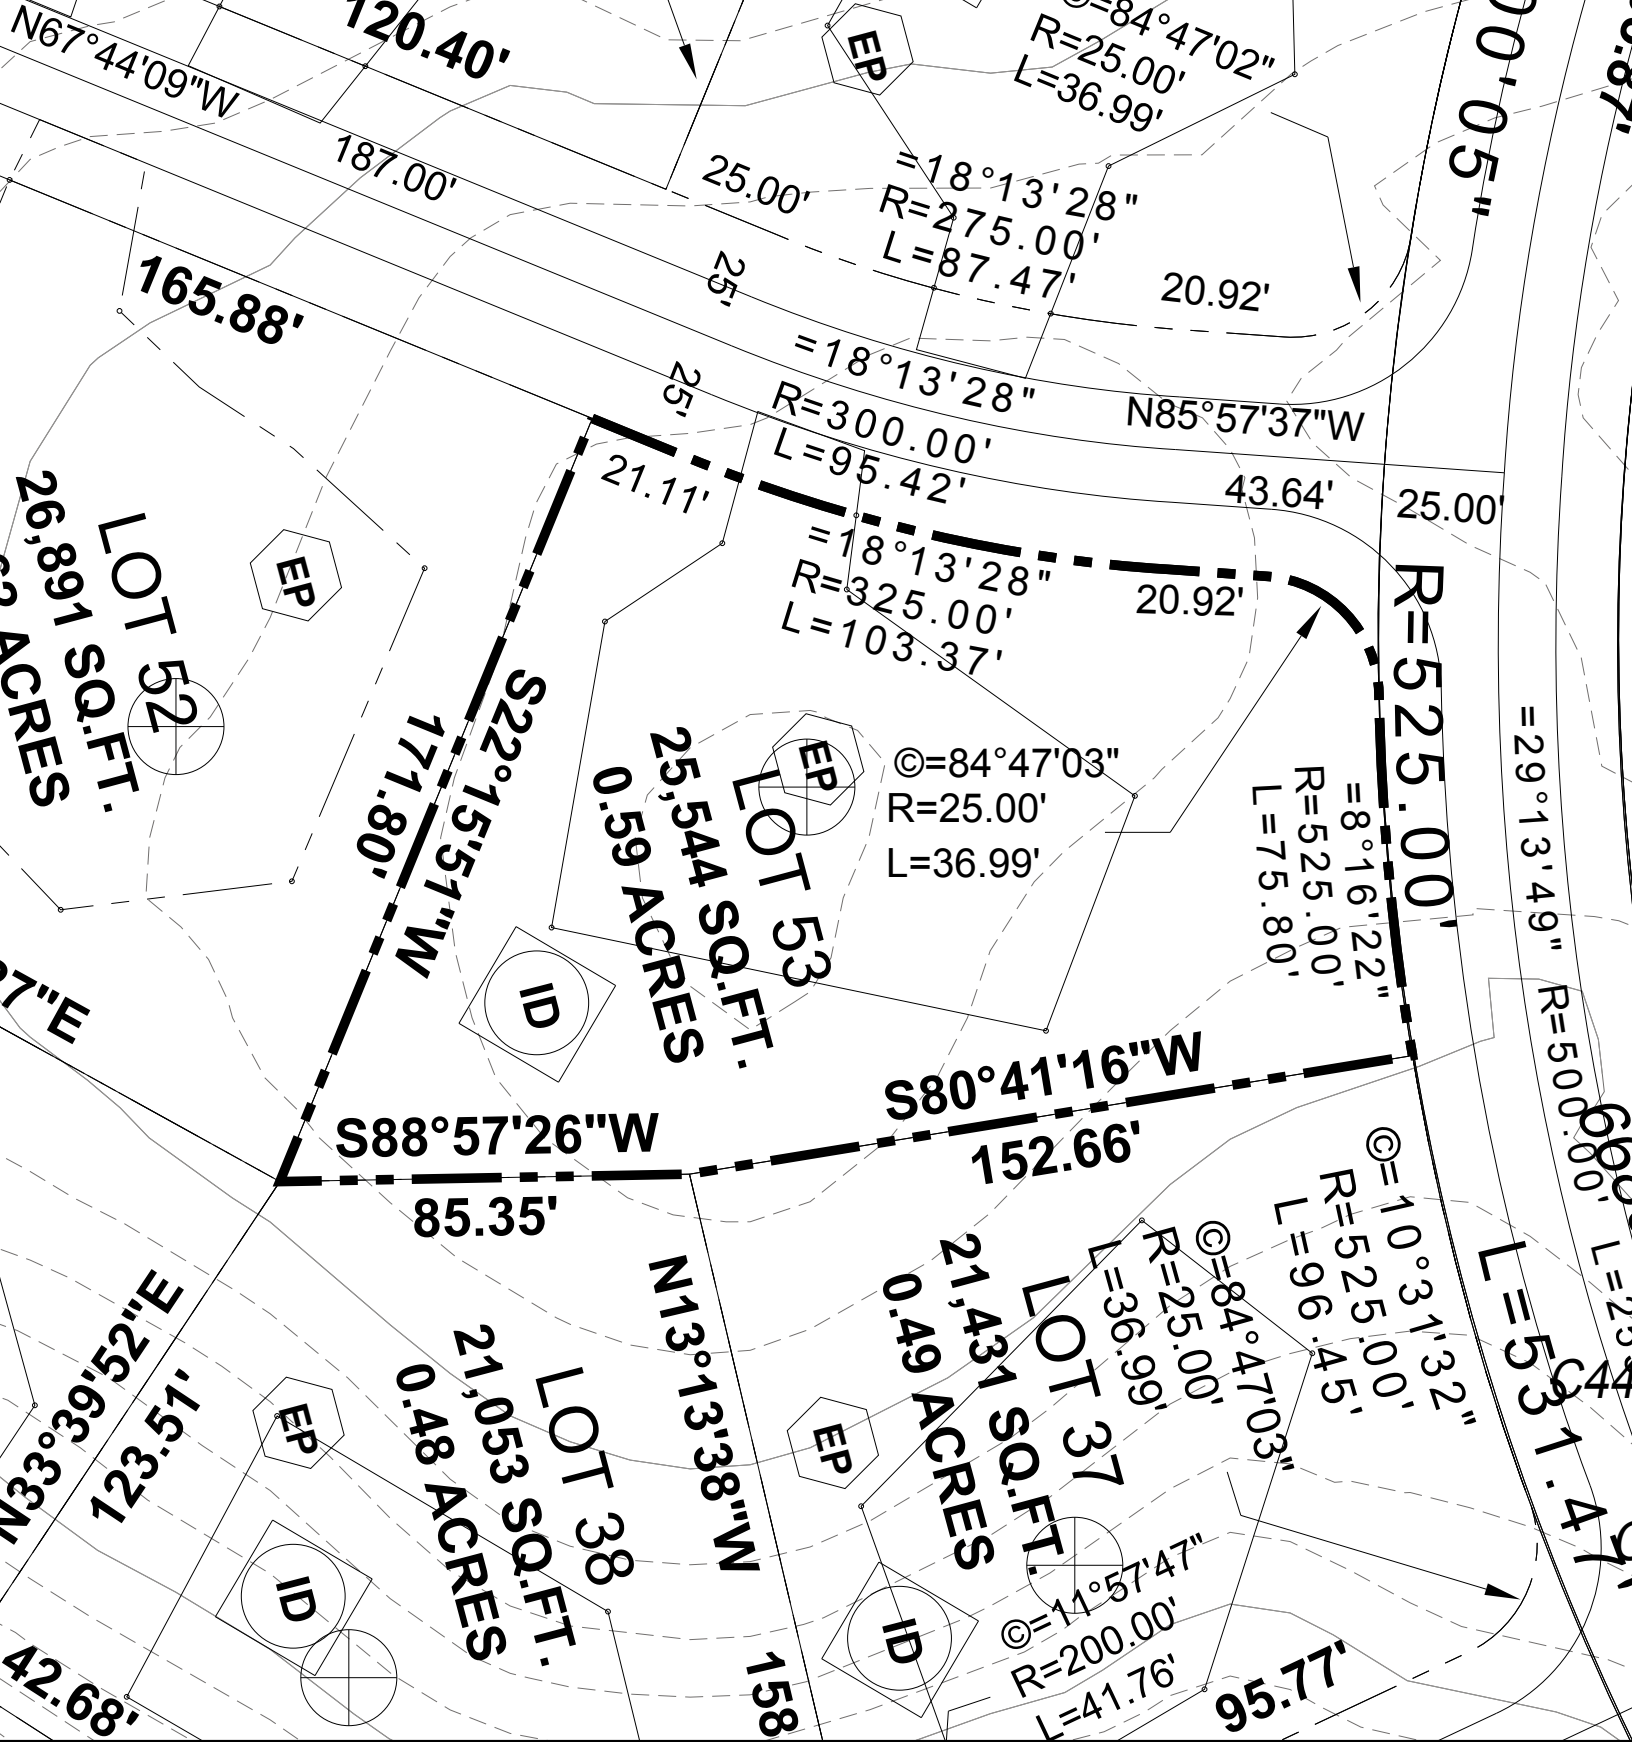 N67°44'09"W
120.40'
EP
©=84°47'02"
R=25.00'
L=36.99'
00'05"
187.00'
25.00'
=18°13'28"
R=275.00'
L=87.47'
20.92'
165.88'
25'
25'
=18°13'28"
R=300.00'
L=95.42'
N85°57'37"W
43.64'
25.00'
21.11'
=18°13'28"
R=325.00'
L=103.37'
20.92'
LOT 52
26,891 SQ.FT.
ACRES
EP
S22°15'51"W
171.80'
EP
LOT 53
25,544 SQ.FT.
0.59 ACRES
©=84°47'03"
R=25.00'
L=36.99'
=8°16'22"
R=525.00'
L=75.80'
R=525.00'
=29°13'49"
R=500.00'
ID
27"E
S88°57'26"W
85.35'
S80°41'16"W
152.66'
©=10°31'32"
R=525.00'
L=96.45'
©=84°47'03"
R=25.00'
L=36.99'
L=531.47'
C44
N33°39'52"E
123.51'
N13°13'38"W
158
EP
LOT 38
21,053 SQ.FT.
0.48 ACRES
ID
EP
LOT 37
21,431 SQ.FT.
0.49 ACRES
ID
©=11°57'47"
R=200.00'
L=41.76'
95.77'
42.68'